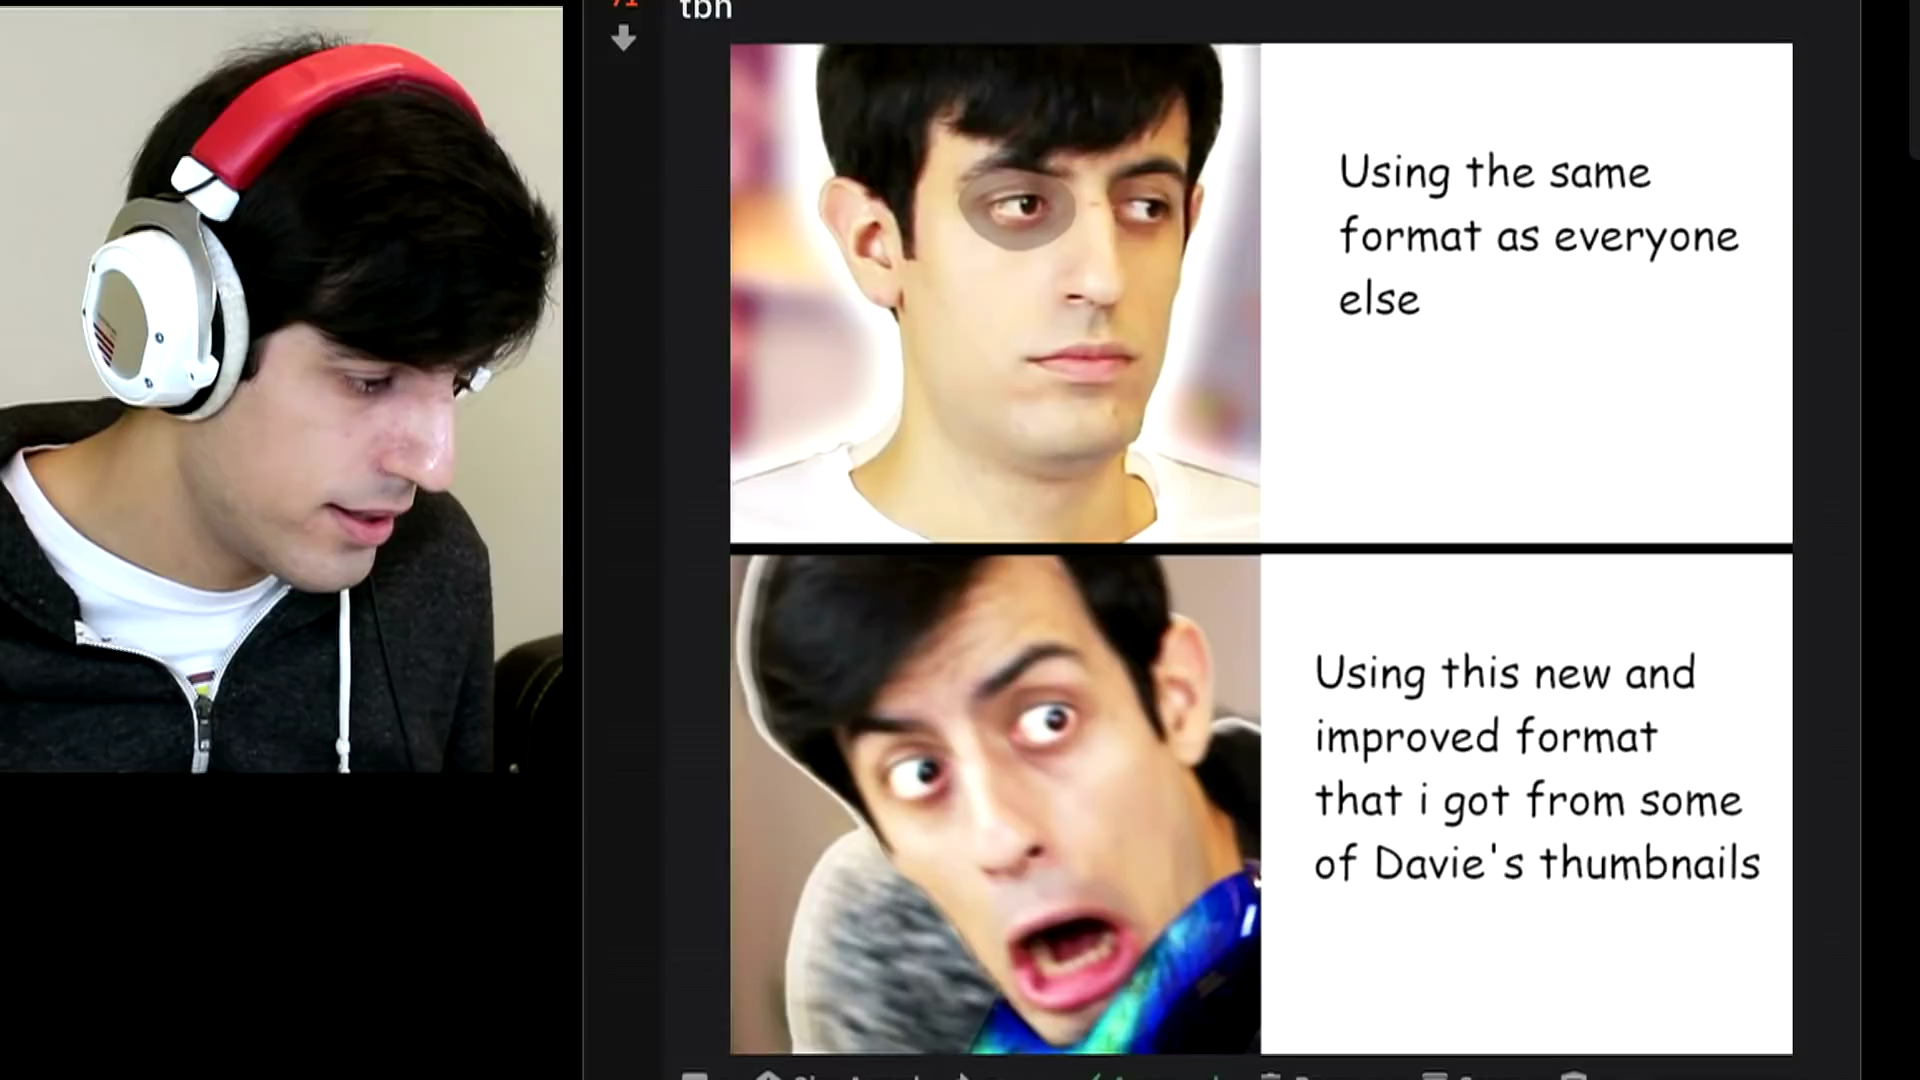 tbh
Using the same
format as everyone
else
Using this new and
improved format
that i got from some
of Davie's thumbnails